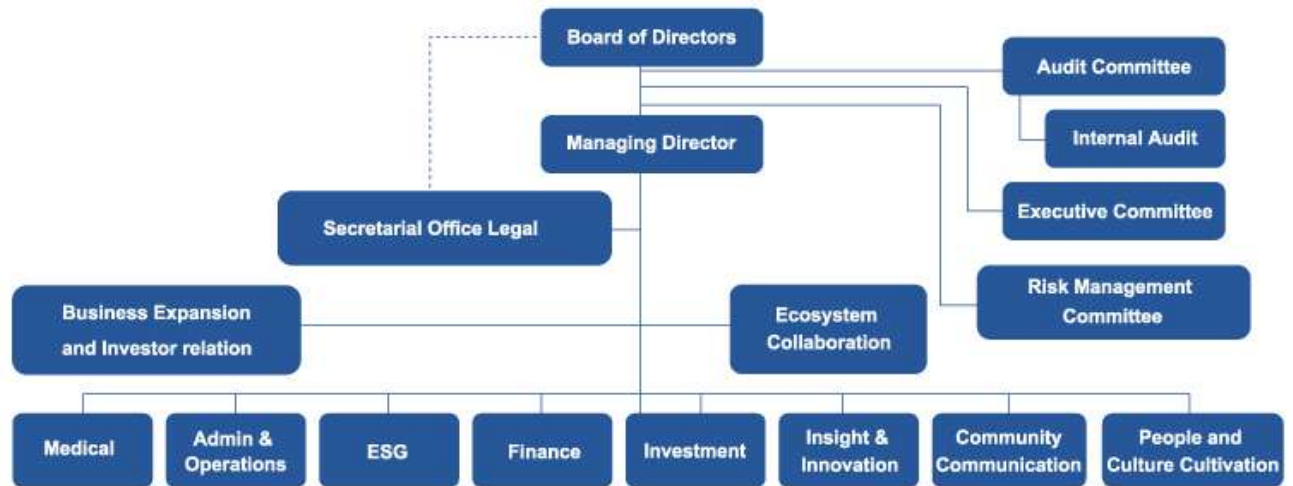 Board of Directors
Audit Committee
Internal Audit
Managing Director
Executive Committee
Secretarial Office Legal
Risk Management
Committee
Business Expansion
and Investor relation
Ecosystem
Collaboration
Medical
Admin &
Operations
ESG
Finance
Investment
Insight &
Innovation
Community
Communication
People and
Culture Cultivation